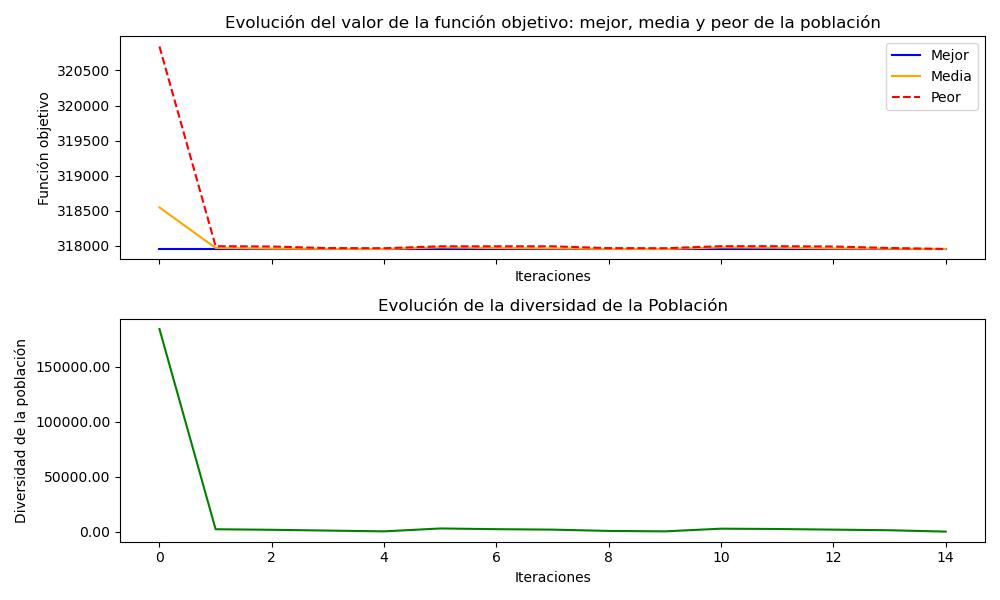 Evolución del valor de la función objetivo: mejor, media y peor de la población
Función objetivo
320500
320000
319500
319000
318500
318000
Mejor
Media
Peor
Iteraciones
Evolución de la diversidad de la Población
Diversidad de la población
150000.00
100000.00
50000.00
0.00
0 2 4 6 8 10 12 14
Iteraciones